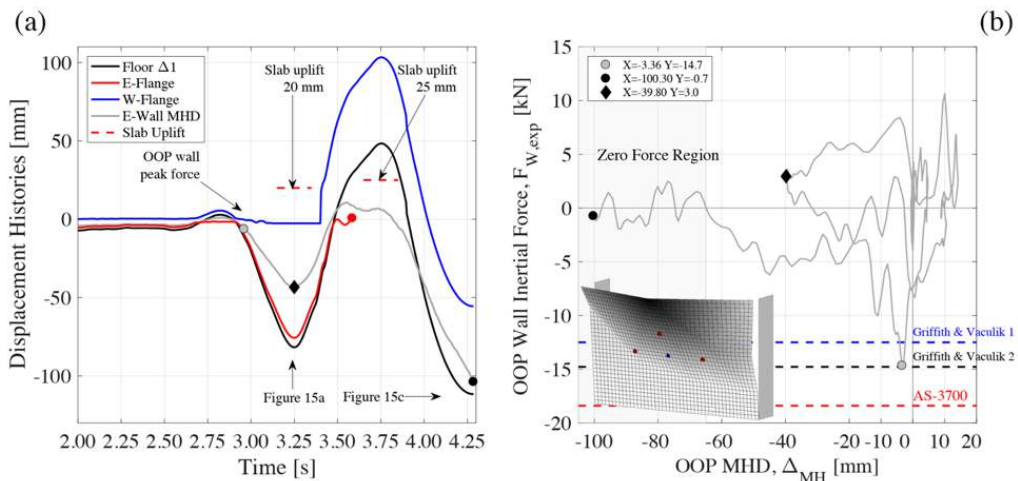 (a)
Displacement Histories [mm]
100
50
0
-50
-100
Floor Δ1
E-Flange
W-Flange
E-Wall MHD
Slab Uplift
OOP wall
peak force
Slab uplift
20 mm
Slab uplift
25 mm
Figure 15a
Figure 15c
2.00 2.25 2.50 2.75 3.00 3.25 3.50 3.75 4.00 4.25
Time [s]
(b)
OOP Wall Inertial Force, F_W,exp [kN]
15
10
5
0
-5
-10
-15
-20
X=-3.36 Y=-14.7
X=-100.30 Y=-0.7
X=-39.80 Y=3.0
Zero Force Region
Griffith & Vaculik 1
Griffith & Vaculik 2
AS-3700
-100 -80 -60 -40 -20 -10 0 10 20
OOP MHD, Δ_MH [mm]